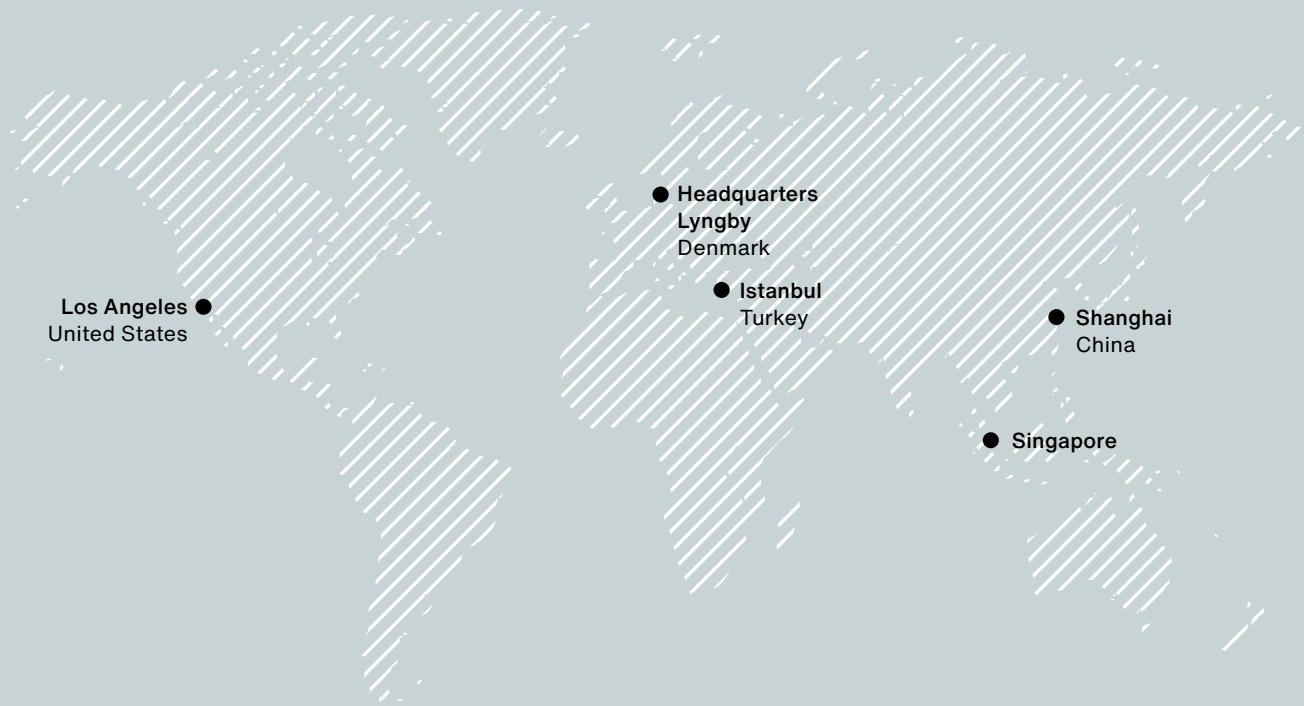 Headquarters
Lyngby
Denmark
Istanbul
Turkey
Los Angeles
United States
Shanghai
China
Singapore